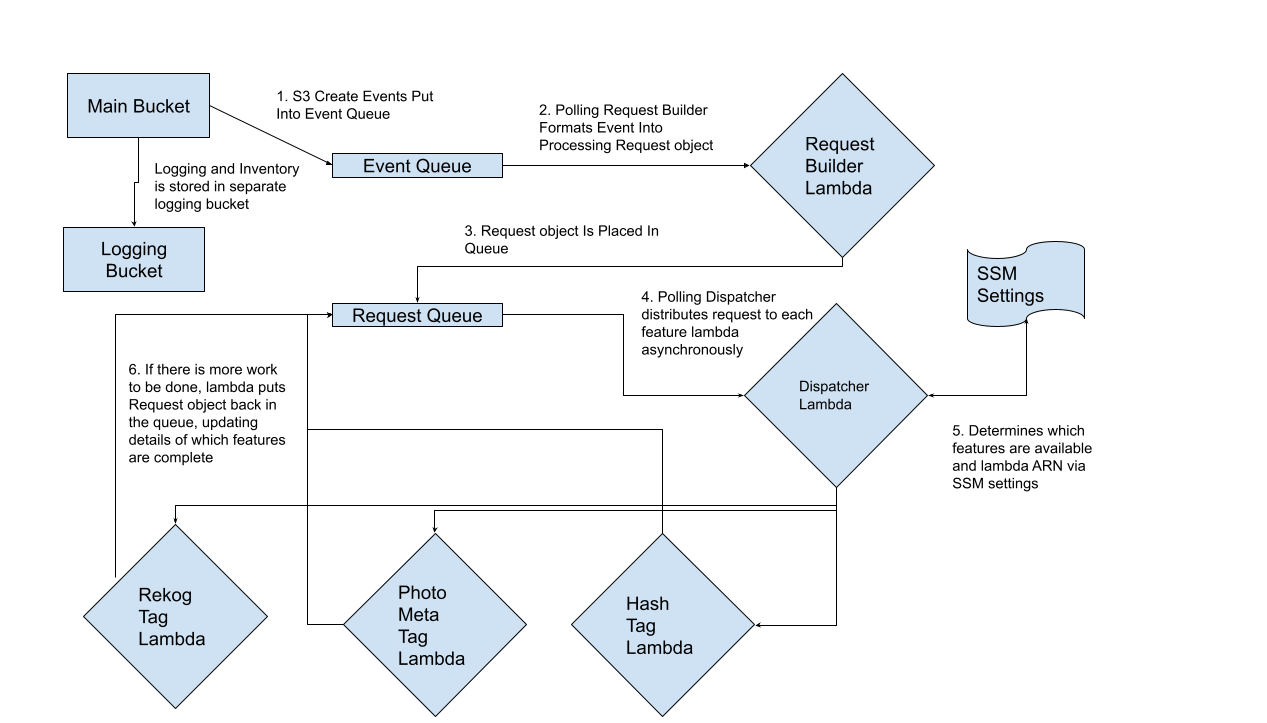 Main Bucket
1. S3 Create Events Put
Into Event Queue
2. Polling Request Builder
Formats Event Into
Processing Request object
Request
Builder
Lambda
Event Queue
Logging and Inventory
is stored in separate
logging bucket
Logging
Bucket
3. Request object Is Placed In
Queue
SSM
Settings
Request Queue
4. Polling Dispatcher
distributes request to each
feature lambda
asynchronously
Dispatcher
Lambda
6. If there is more work
to be done, lambda puts
Request object back in
the queue, updating
details of which features
are complete
5. Determines which
features are available
and lambda ARN via
SSM settings
Rekog
Tag
Lambda
Photo
Meta
Tag
Lambda
Hash
Tag
Lambda